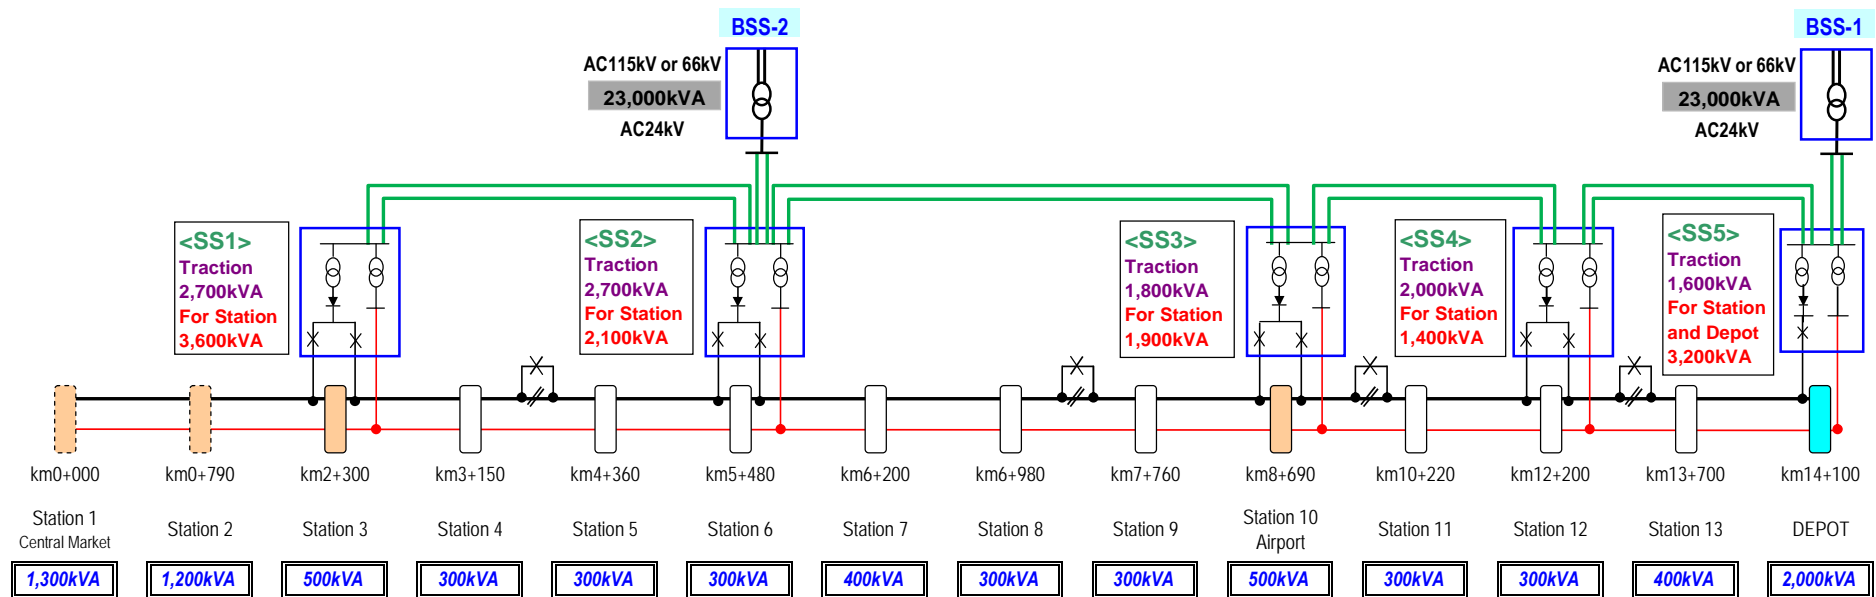 BSS-2
BSS-1
AC115kV or 66kV
23,000kVA
AC24kV
AC115kV or 66kV
23,000kVA
AC24kV
<SS1>
Traction
2,700kVA
For Station
3,600kVA
<SS2>
Traction
2,700kVA
For Station
2,100kVA
<SS3>
Traction
1,800kVA
For Station
1,900kVA
<SS4>
Traction
2,000kVA
For Station
1,400kVA
<SS5>
Traction
1,600kVA
For Station
and Depot
3,200kVA
km0+000
km0+790
km2+300
km3+150
km4+360
km5+480
km6+200
km6+980
km7+760
km8+690
km10+220
km12+200
km13+700
km14+100
Station 1
Central Market
Station 2
Station 3
Station 4
Station 5
Station 6
Station 7
Station 8
Station 9
Station 10
Airport
Station 11
Station 12
Station 13
DEPOT
1,300kVA
1,200kVA
500kVA
300kVA
300kVA
300kVA
400kVA
300kVA
300kVA
500kVA
300kVA
300kVA
400kVA
2,000kVA